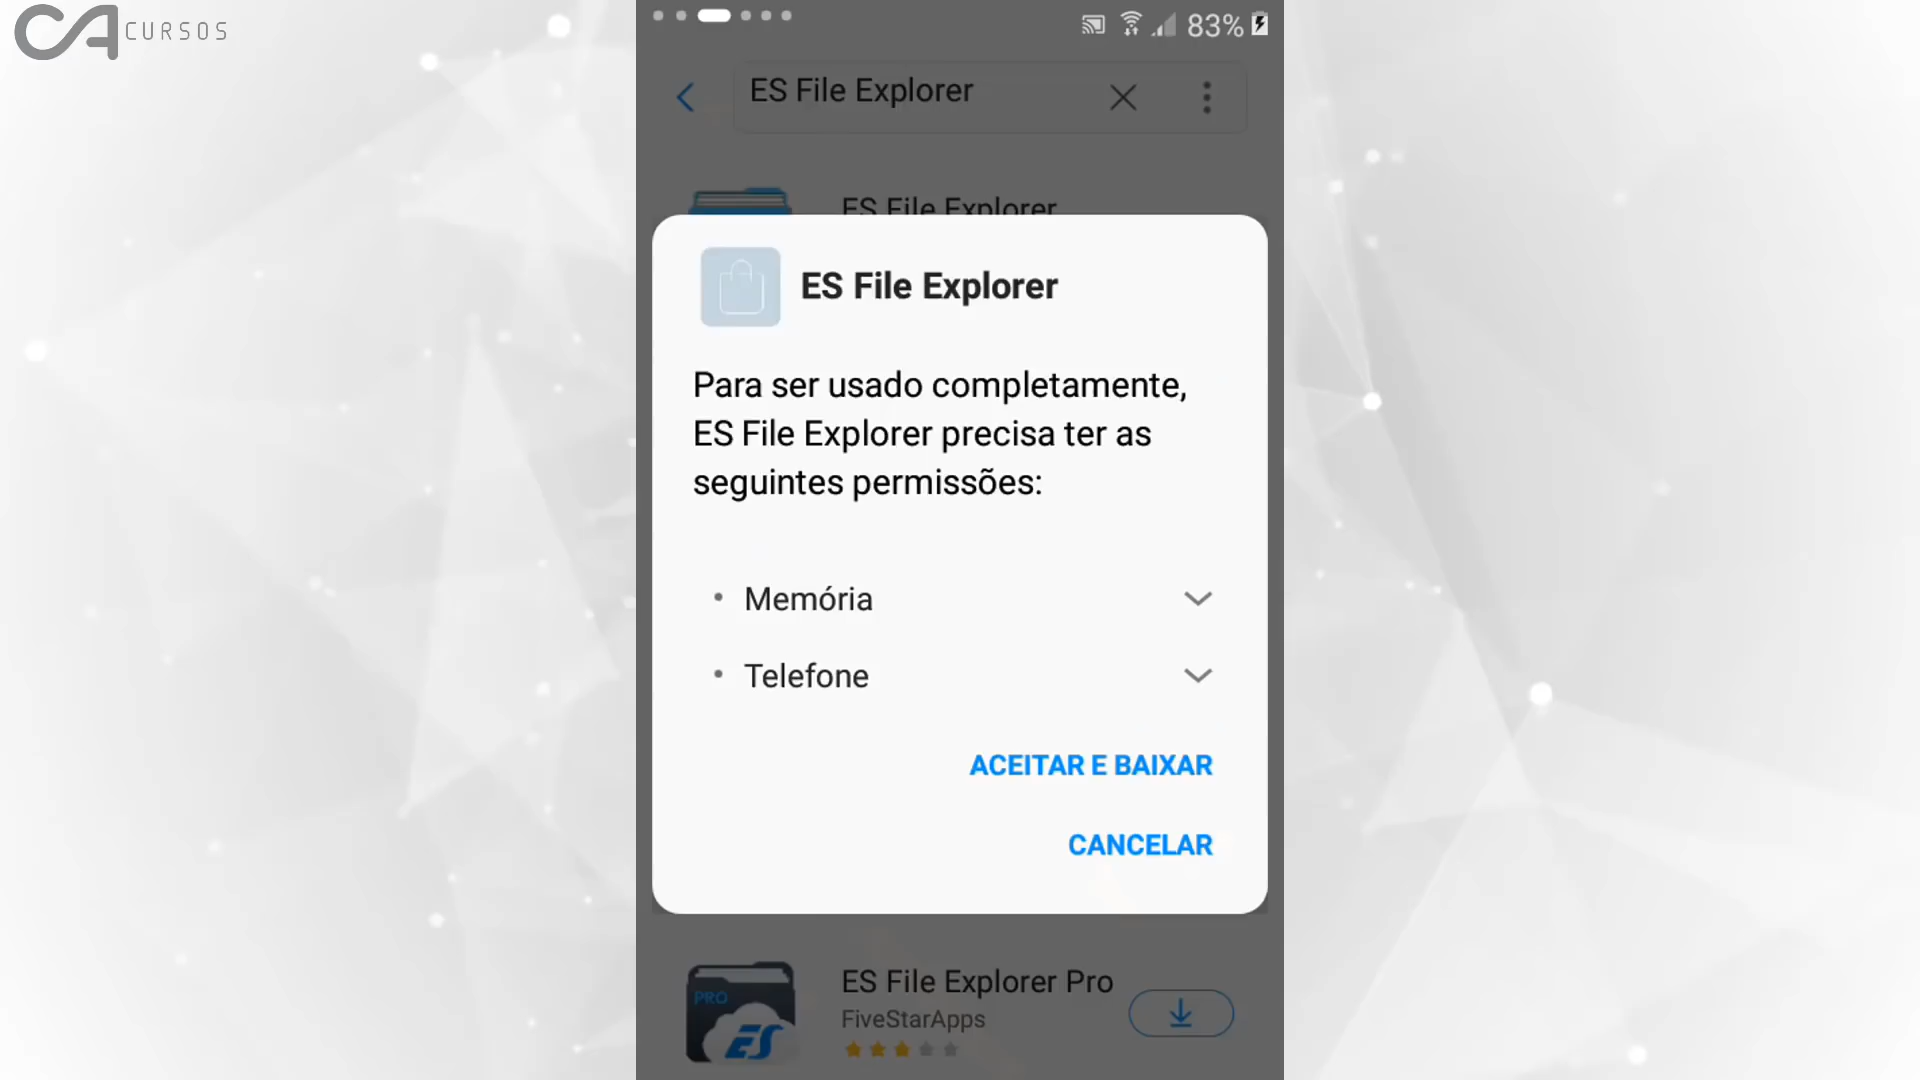 CA CURSOS
83%
ES File Explorer
ES File Explorer
ES File Explorer
Para ser usado completamente,
ES File Explorer precisa ter as
seguintes permissões:
• Memória
• Telefone
ACEITAR E BAIXAR
CANCELAR
PRO
ES
ES File Explorer Pro
FiveStarApps